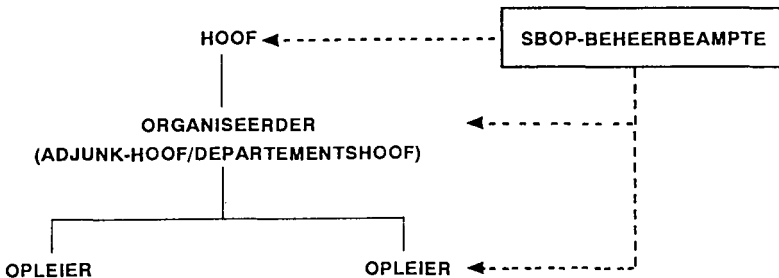 HOOF
SBOP-BEHEERBEAMPTE
ORGANISEERDER
(ADJUNK-HOOF/DEPARTEMENTSHOOF)
OPLEIER
OPLEIER